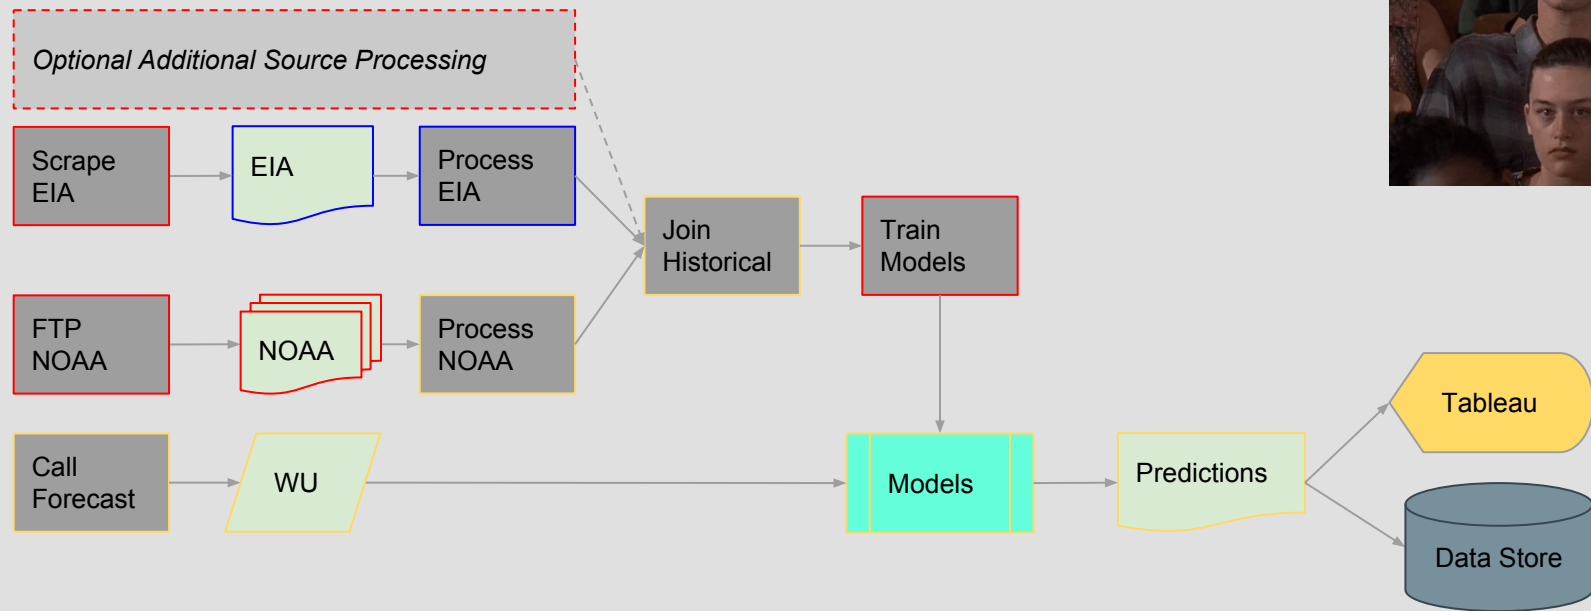 Optional Additional Source Processing
Scrape
EIA
EIA
Process
EIA
Join
Historical
Train
Models
FTP
NOAA
NOAA
Process
NOAA
Call
Forecast
WU
Models
Predictions
Tableau
Data Store